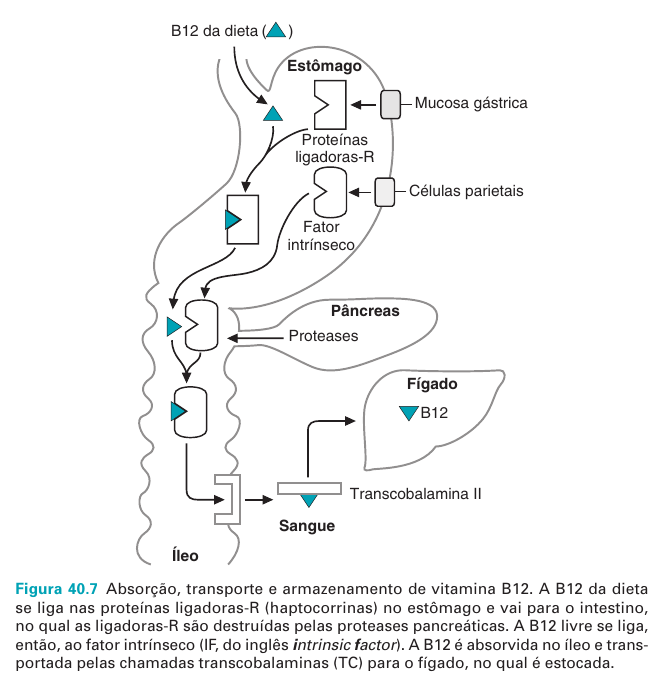 B12 da dieta ( )
Estômago
Mucosa gástrica
Proteínas
ligadoras-R
Células parietais
Fator
intrínseco
Pâncreas
Proteases
Fígado
B12
Transcobalamina II
Sangue
Íleo
Figura 40.7 Absorção, transporte e armazenamento de vitamina B12. A B12 da dieta
se liga nas proteínas ligadoras-R (haptocorrinas) no estômago e vai para o intestino,
no qual as ligadoras-R são destruídas pelas proteases pancreáticas. A B12 livre se liga,
então, ao fator intrínseco (IF, do inglês intrinsic factor). A B12 é absorvida no íleo e trans-
portada pelas chamadas transcobalaminas (TC) para o fígado, no qual é estocada.